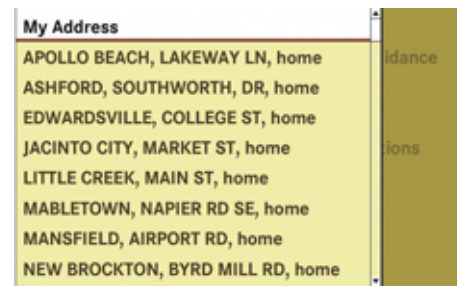 My Address
APOLLO BEACH, LAKEWAY LN, home
idance
ASHFORD, SOUTHWORTH, DR, home
EDWARDSVILLE, COLLEGE ST, home
JACINTO CITY, MARKET ST, home
tions
LITTLE CREEK, MAIN ST, home
MABLETOWN, NAPIER RD SE, home
MANSFIELD, AIRPORT RD, home
NEW BROCKTON, BYRD MILL RD, home